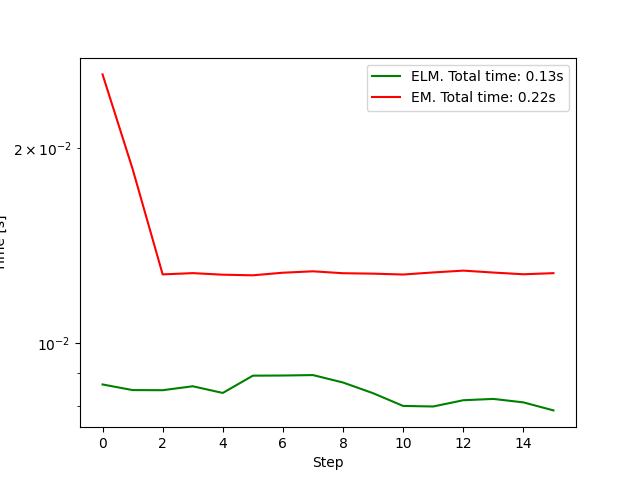 ELM. Total time: 0.13s
EM. Total time: 0.22s
2 × 10⁻²
10⁻²
Time [s]
0 2 4 6 8 10 12 14
Step